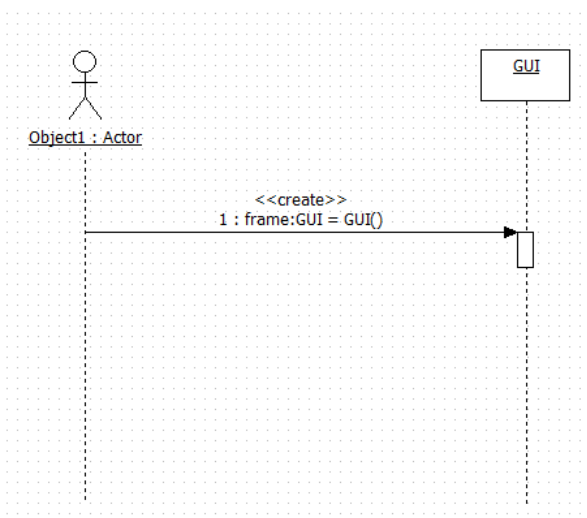 GUI
Object1 : Actor
<<create>>
1 : frame:GUI = GUI()